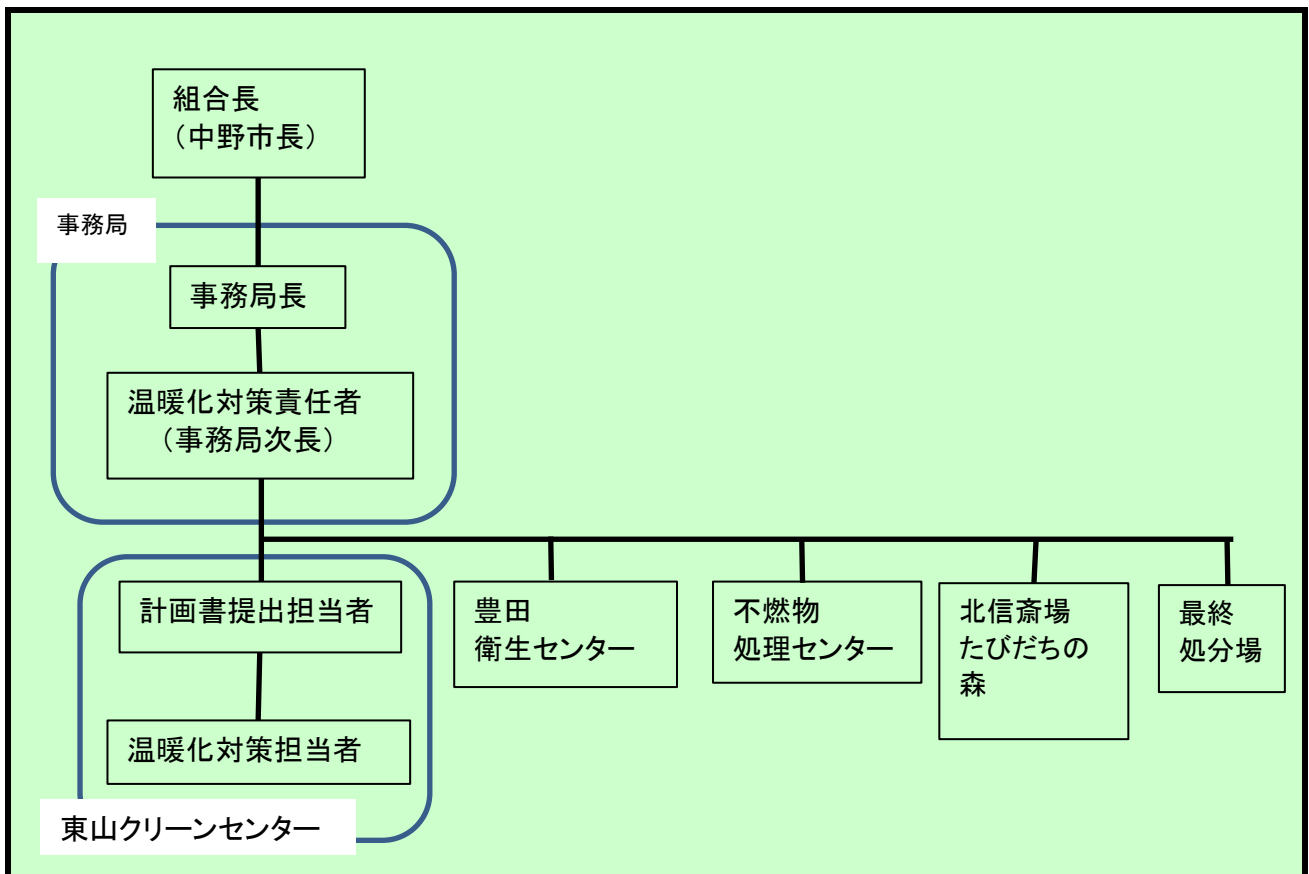 組合長
（中野市長）
事務局
事務局長
温暖化対策責任者
（事務局次長）
計画書提出担当者
温暖化対策担当者
東山クリーンセンター
豊田
衛生センター
不燃物
処理センター
北信斎場
たびだちの
森
最終
処分場